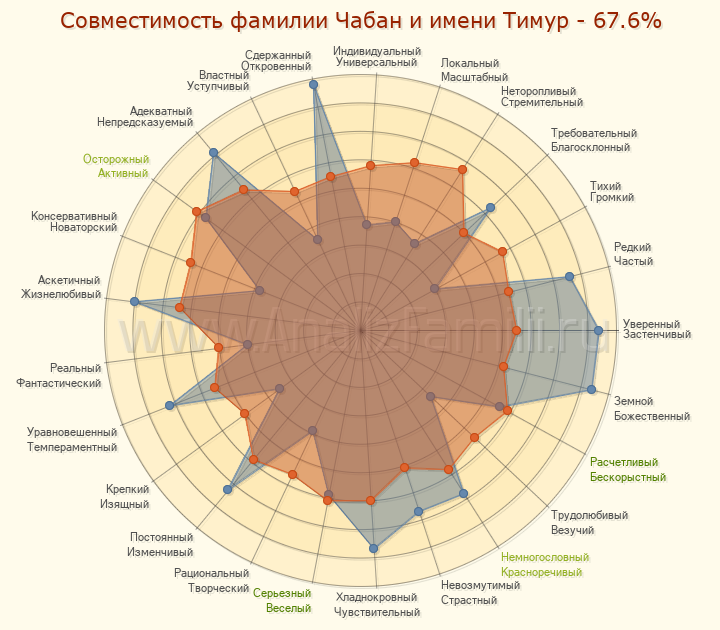 Совместимость фамилии Чабан и имени Тимур - 67.6%
Индивидуальный
Универсальный
Локальный
Масштабный
Неторопливый
Стремительный
Требовательный
Благосклонный
Тихий
Громкий
Редкий
Частый
Уверенный
Застенчивый
Земной
Божественный
Расчетливый
Бескорыстный
Трудолюбивый
Везучий
Немногословный
Красноречивый
Невозмутимый
Страстный
Хладнокровный
Чувствительный
Серьезный
Веселый
Рациональный
Творческий
Постоянный
Изменчивый
Крепкий
Изящный
Уравновешенный
Темпераментный
Реальный
Фантастический
Аскетичный
Жизнелюбивый
Консервативный
Новаторский
Осторожный
Активный
Адекватный
Непредсказуемый
Властный
Уступчивый
Сдержанный
Откровенный
www.AnalizFamilii.ru